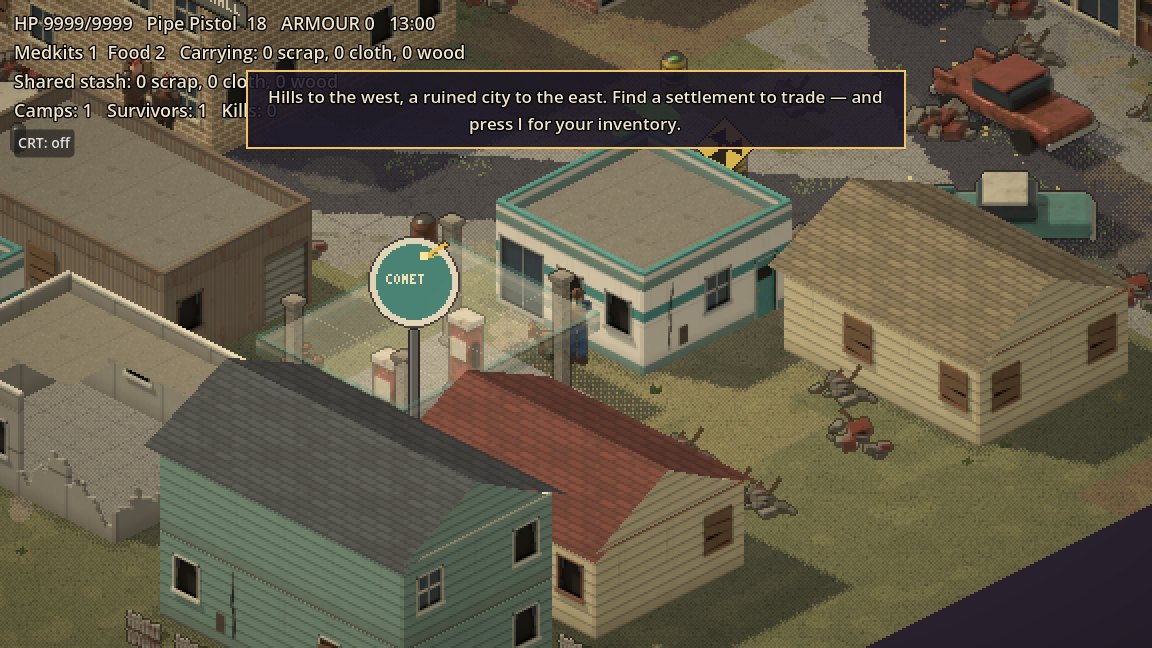 HP 9999/9999 Pipe Pistol 18 ARMOUR 0 13:00
Medkits 1 Food 2 Carrying: 0 scrap, 0 cloth, 0 wood
Shared stash: 0 scrap, 0 cloth, 0 wood
Camps: 1 Survivors: 1 Kills: 0
Hills to the west, a ruined city to the east. Find a settlement to trade — and
press I for your inventory.
CRT: off
COMET